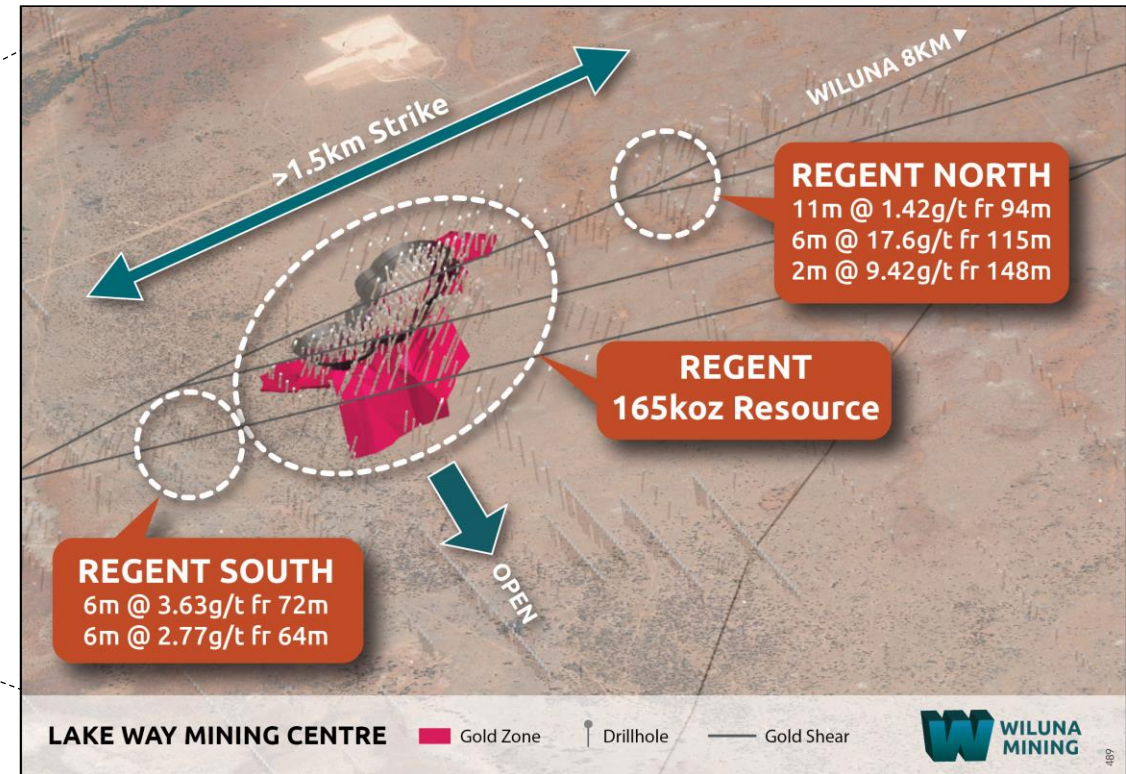 WILUNA 8KM
>1.5km Strike
REGENT NORTH
11m @ 1.42g/t fr 94m
6m @ 17.6g/t fr 115m
2m @ 9.42g/t fr 148m
REGENT
165koz Resource
OPEN
REGENT SOUTH
6m @ 3.63g/t fr 72m
6m @ 2.77g/t fr 64m
LAKE WAY MINING CENTRE
Gold Zone
Drillhole
Gold Shear
WILUNA
MINING
489